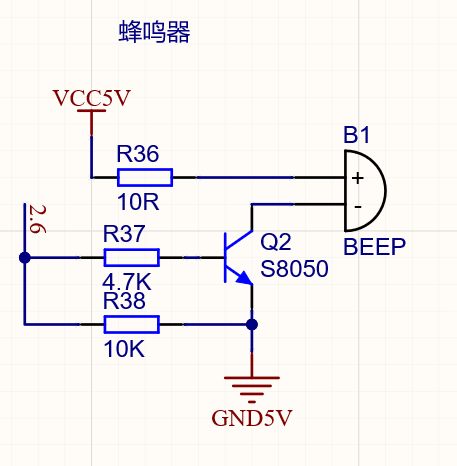 蜂鸣器
VCC5V
B1
R36
+
10R
-
2.6
R37
Q2
BEEP
S8050
4.7K
R38
10K
GND5V